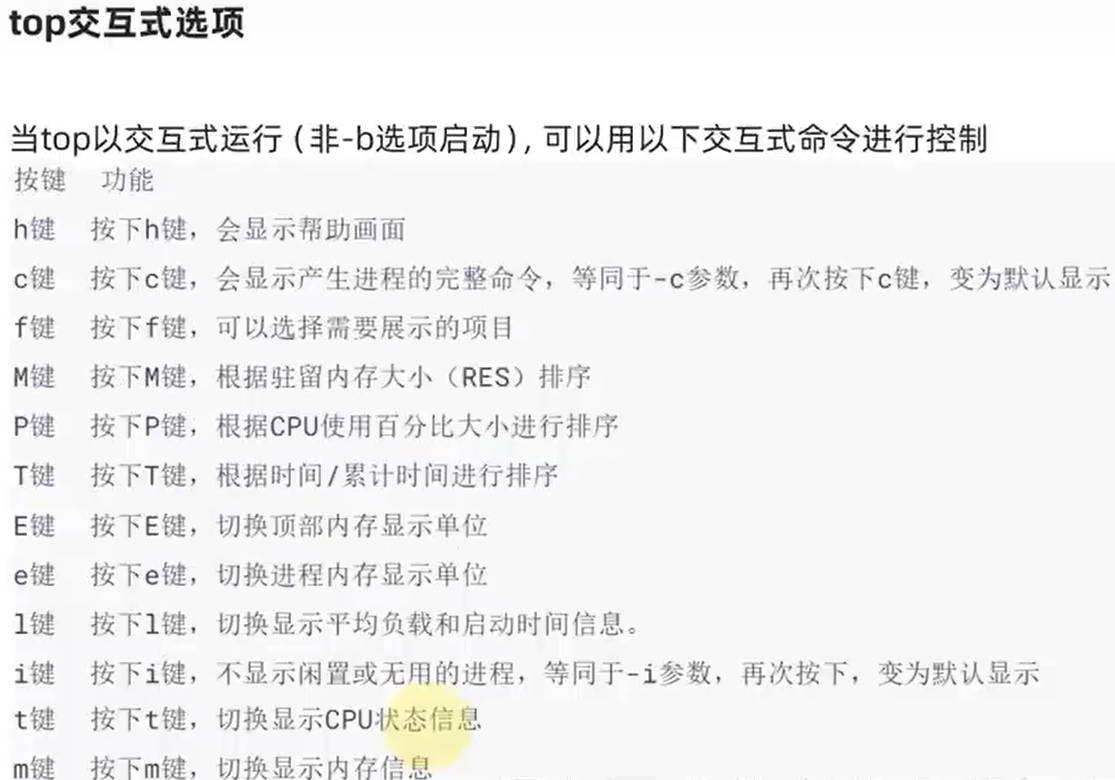 top交互式选项
当top以交互式运行（非-b选项启动）, 可以用以下交互式命令进行控制
按键 功能
h键 按下h键，会显示帮助画面
c键 按下c键，会显示产生进程的完整命令，等同于-c参数，再次按下c键，变为默认显示
f键 按下f键，可以选择需要展示的项目
M键 按下M键，根据驻留内存大小（RES）排序
P键 按下P键，根据CPU使用百分比大小进行排序
T键 按下T键，根据时间/累计时间进行排序
E键 按下E键，切换顶部内存显示单位
e键 按下e键，切换进程内存显示单位
l键 按下l键，切换显示平均负载和启动时间信息。
i键 按下i键，不显示闲置或无用的进程，等同于-i参数，再次按下，变为默认显示
t键 按下t键，切换显示CPU状态信息
m键 按下m键，切换显示内存信息